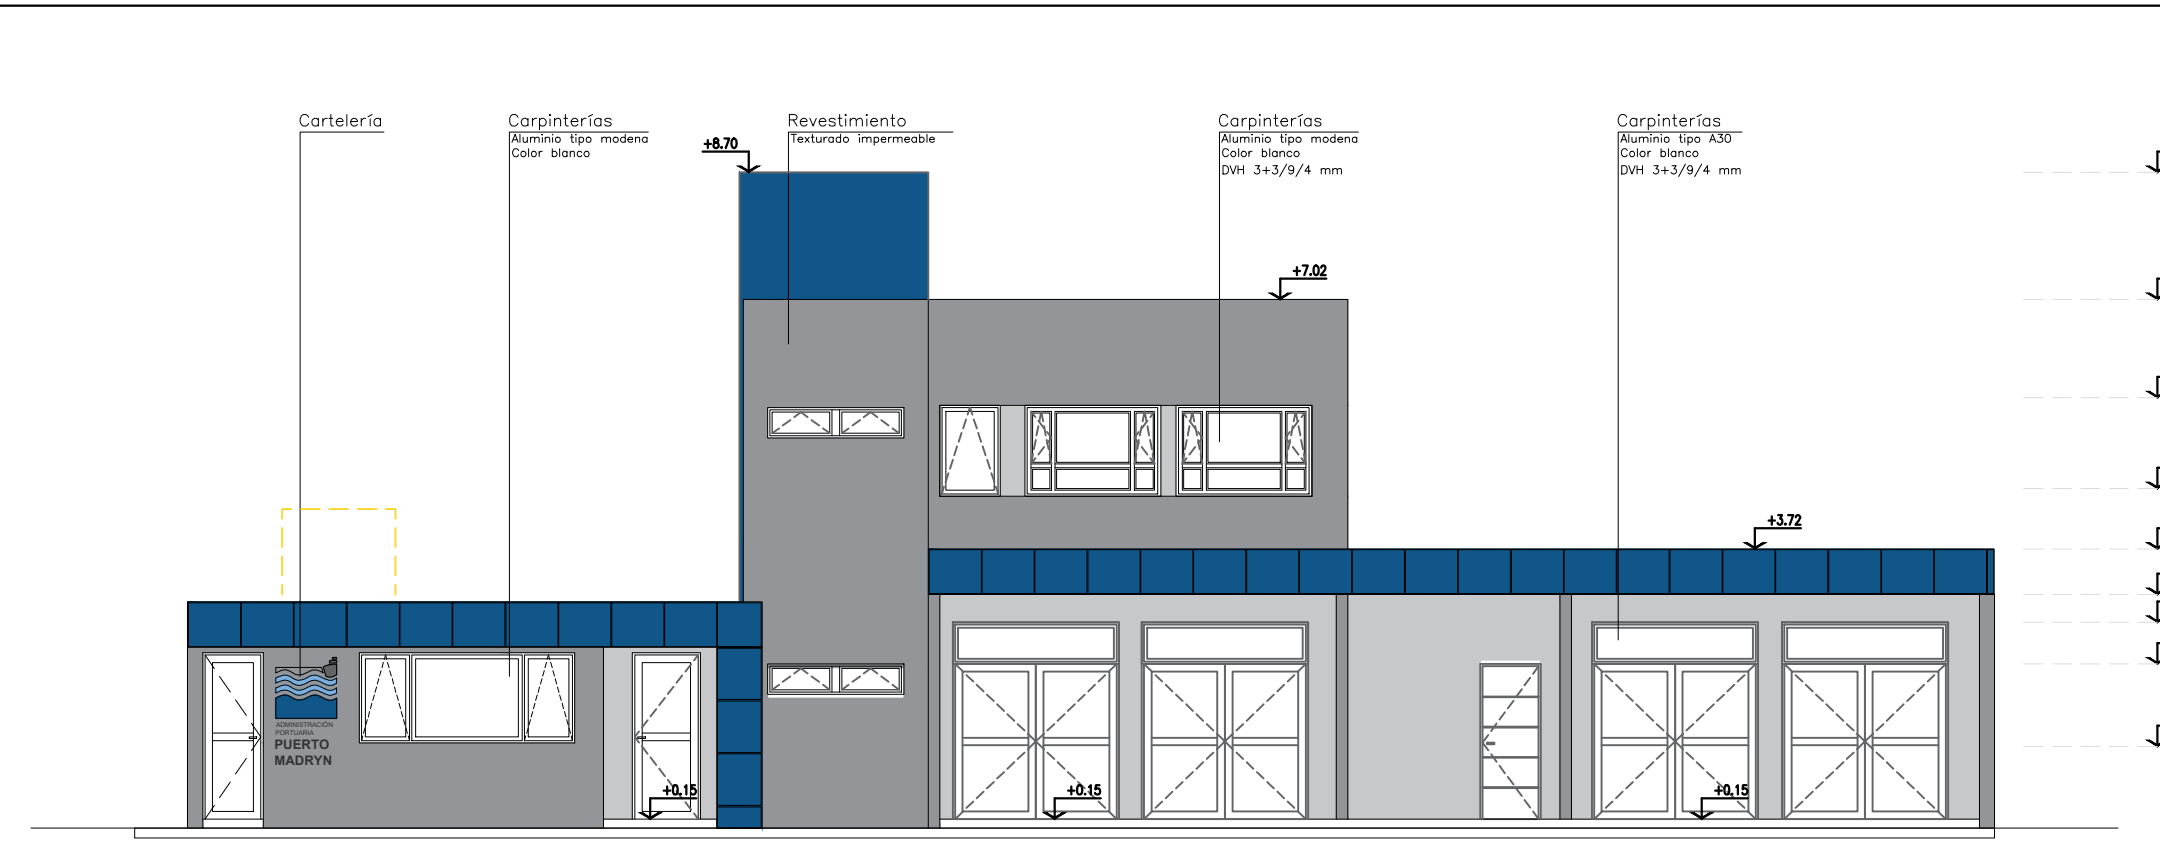 Cartelería
Carpinterías
Aluminio tipo modena
Color blanco
Revestimiento
Texturado impermeable
Carpinterías
Aluminio tipo modena
Color blanco
DVH 3+3/9/4 mm
Carpinterías
Aluminio tipo A30
Color blanco
DVH 3+3/9/4 mm
+8.70
+7.02
+3.72
ADMINISTRACIÓN
PORTUARIA
PUERTO
MADRYN
+0.15
+0.15
+0.15